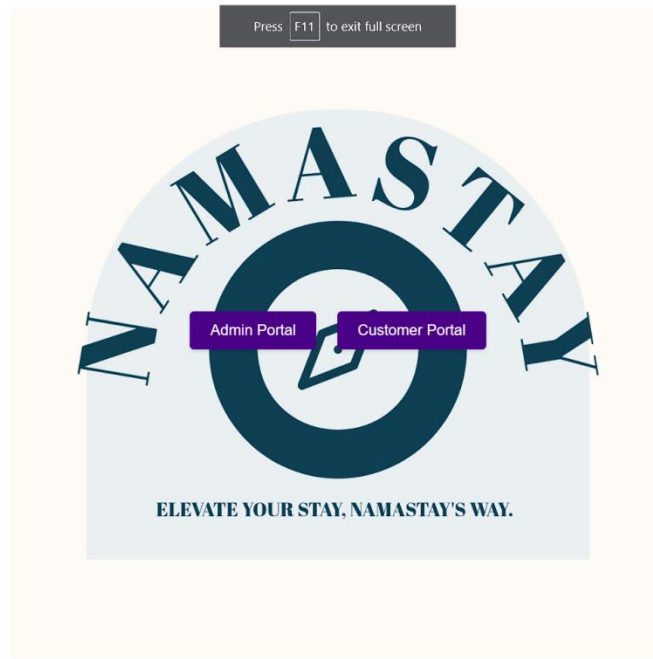 Press F11 to exit full screen
NAMASTAY
Admin Portal
Customer Portal
ELEVATE YOUR STAY, NAMASTAY'S WAY.